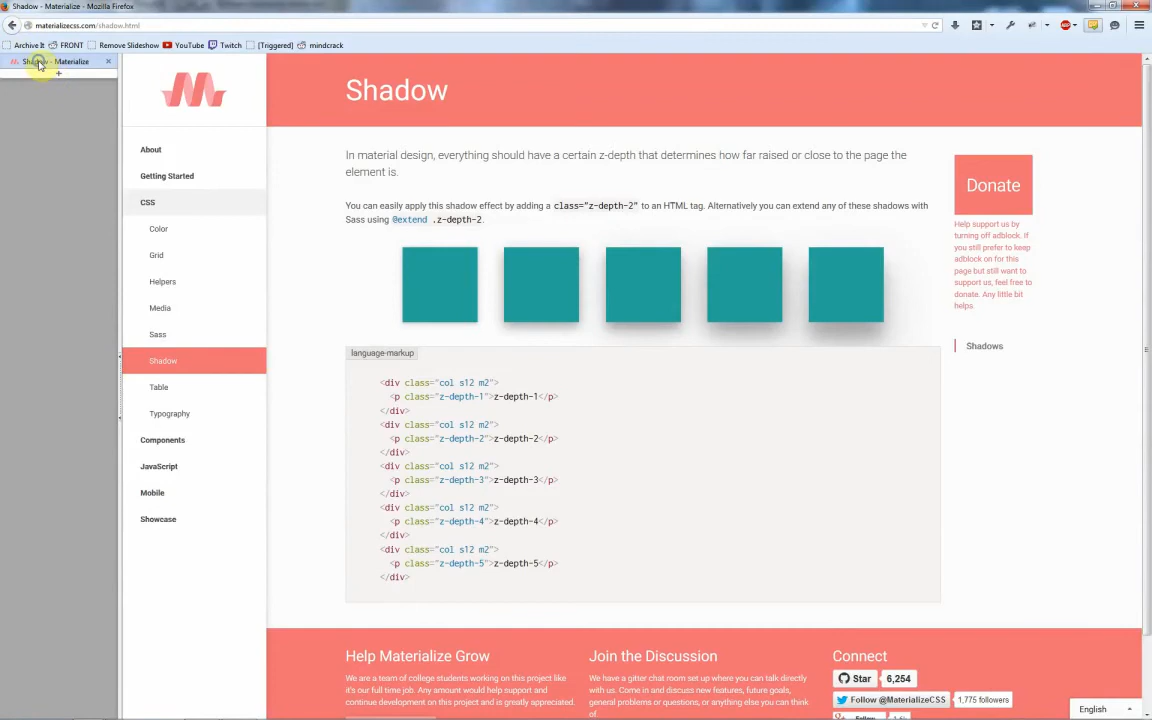 Shadow - Materialize - Mozilla Firefox
materializecss.com/shadow.html
Archive It
FRONT
Remove Slideshow
YouTube
Twitch
[Triggered]
mindcrack
Shadow - Materialize
Shadow
About
Getting Started
CSS
Color
Grid
Helpers
Media
Sass
Shadow
Table
Typography
Components
JavaScript
Mobile
Showcase
In material design, everything should have a certain z-depth that determines how far raised or close to the page the
element is.
You can easily apply this shadow effect by adding a class="z-depth-2" to an HTML tag. Alternatively you can extend any of these shadows with
Sass using @extend .z-depth-2.
language-markup
<div class="col s12 m2">
<p class="z-depth-1">z-depth-1</p>
</div>
<div class="col s12 m2">
<p class="z-depth-2">z-depth-2</p>
</div>
<div class="col s12 m2">
<p class="z-depth-3">z-depth-3</p>
</div>
<div class="col s12 m2">
<p class="z-depth-4">z-depth-4</p>
</div>
<div class="col s12 m2">
<p class="z-depth-5">z-depth-5</p>
</div>
Donate
Help support us by
turning off adblock. If
you still prefer to keep
adblock on for this
page but still want to
support us, feel free to
donate. Any little bit
helps.
Shadows
Help Materialize Grow
We are a team of college students working on this project like
it's our full time job. Any amount would help support and
continue development on this project and is greatly appreciated.
Join the Discussion
We have a gitter chat room set up where you can talk directly
with us. Come in and discuss new features, future goals,
general problems or questions, or anything else you can think
of.
Connect
Star 6,254
Follow @MaterializeCSS 1,775 followers
Follow
English